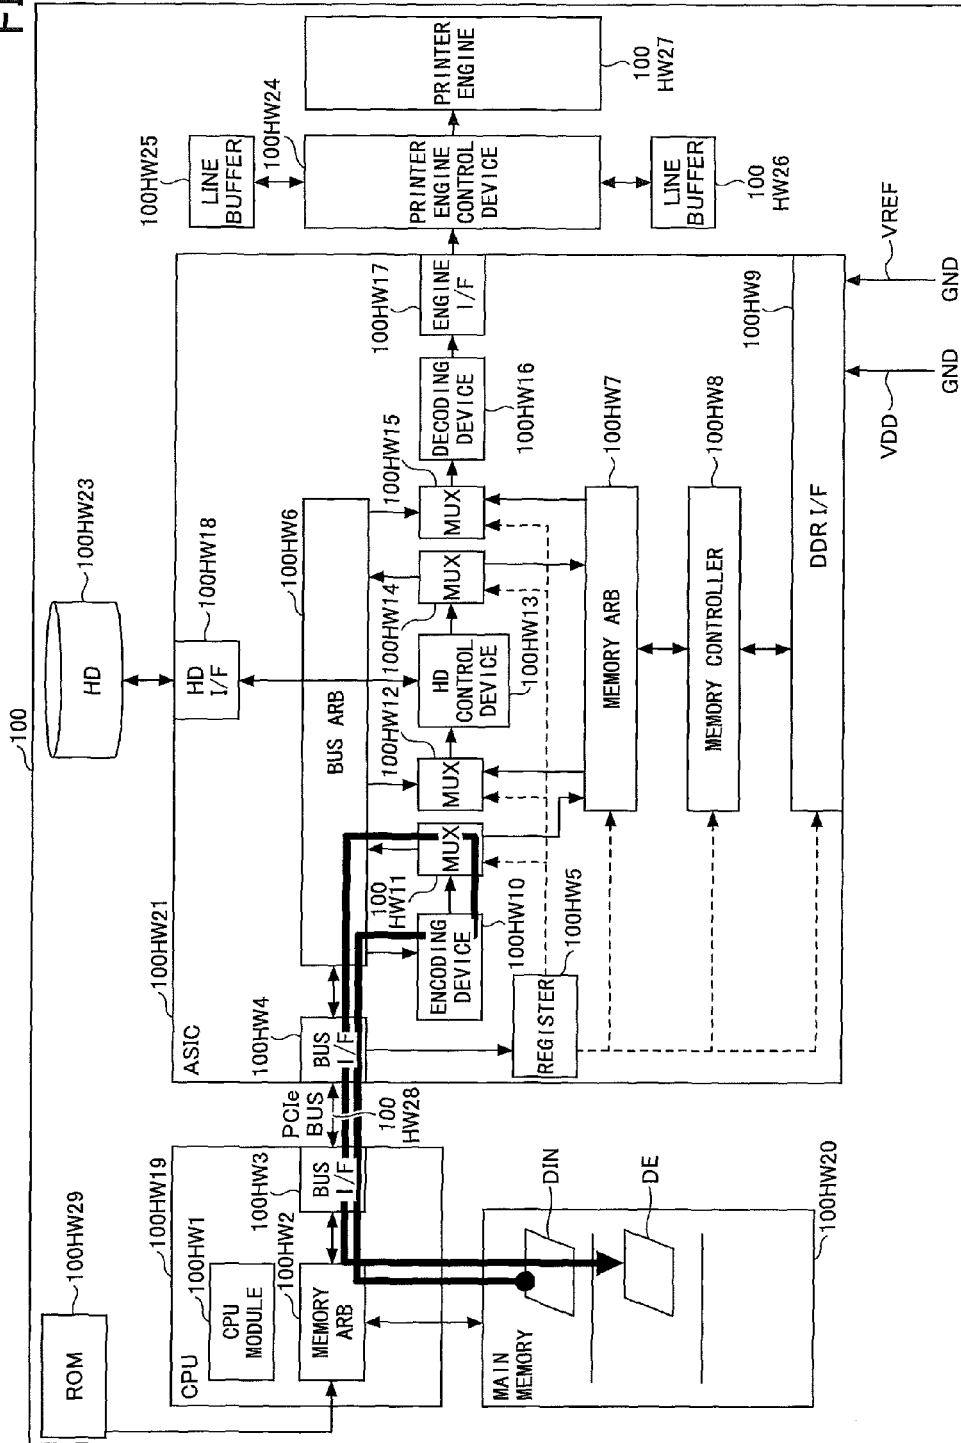 FI
100
ROM
100HW29
HD
100HW23
100HW19
CPU
100HW1
CPU
MODULE
100HW2
MEMORY
ARB
100HW3
BUS
I/F
PCIe
BUS
100
HW28
100HW21
ASIC
100HW4
BUS
I/F
HD
I/F
100HW18
BUS ARB
100HW6
100
HW11
MUX
100HW12
MUX
100HW14
MUX
100HW15
MUX
ENCODING
DEVICE
100HW10
HD
CONTROL
DEVICE
100HW13
DECODING
DEVICE
100HW16
100HW17
ENGINE
I/F
REGISTER
100HW5
MEMORY ARB
100HW7
MEMORY CONTROLLER
100HW8
DDR I/F
100HW9
100HW25
LINE
BUFFER
100HW24
PRINTER
ENGINE
CONTROL
DEVICE
LINE
BUFFER
100
HW26
PRINTER
ENGINE
100
HW27
MAIN
MEMORY
DIN
DE
100HW20
VDD
GND
VREF
GND